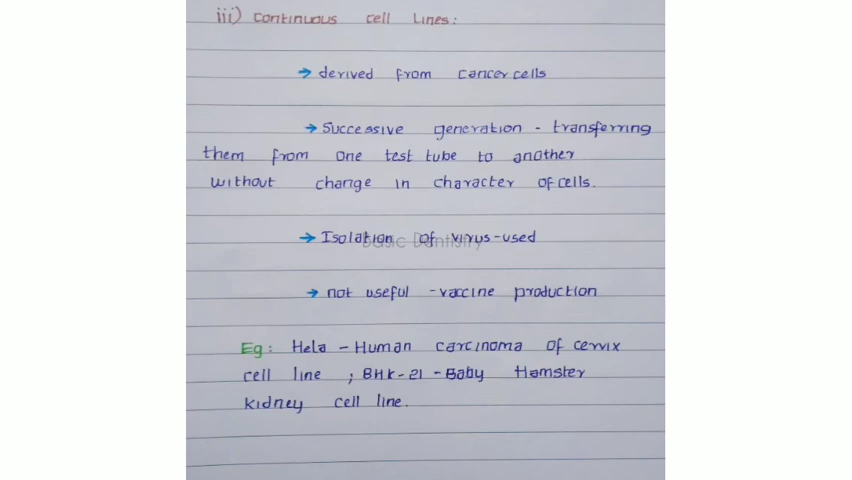 iii) Continuous cell lines:
→ derived from cancer cells
→ Successive generation - transferring
them from one test tube to another
without change in character of cells.
→ Isolation of virus-used
Basic Dentistry
→ not useful -vaccine production
Eg: Hela - Human carcinoma of cervix
cell line ; BHK-21 - Baby Hamster
kidney cell line.